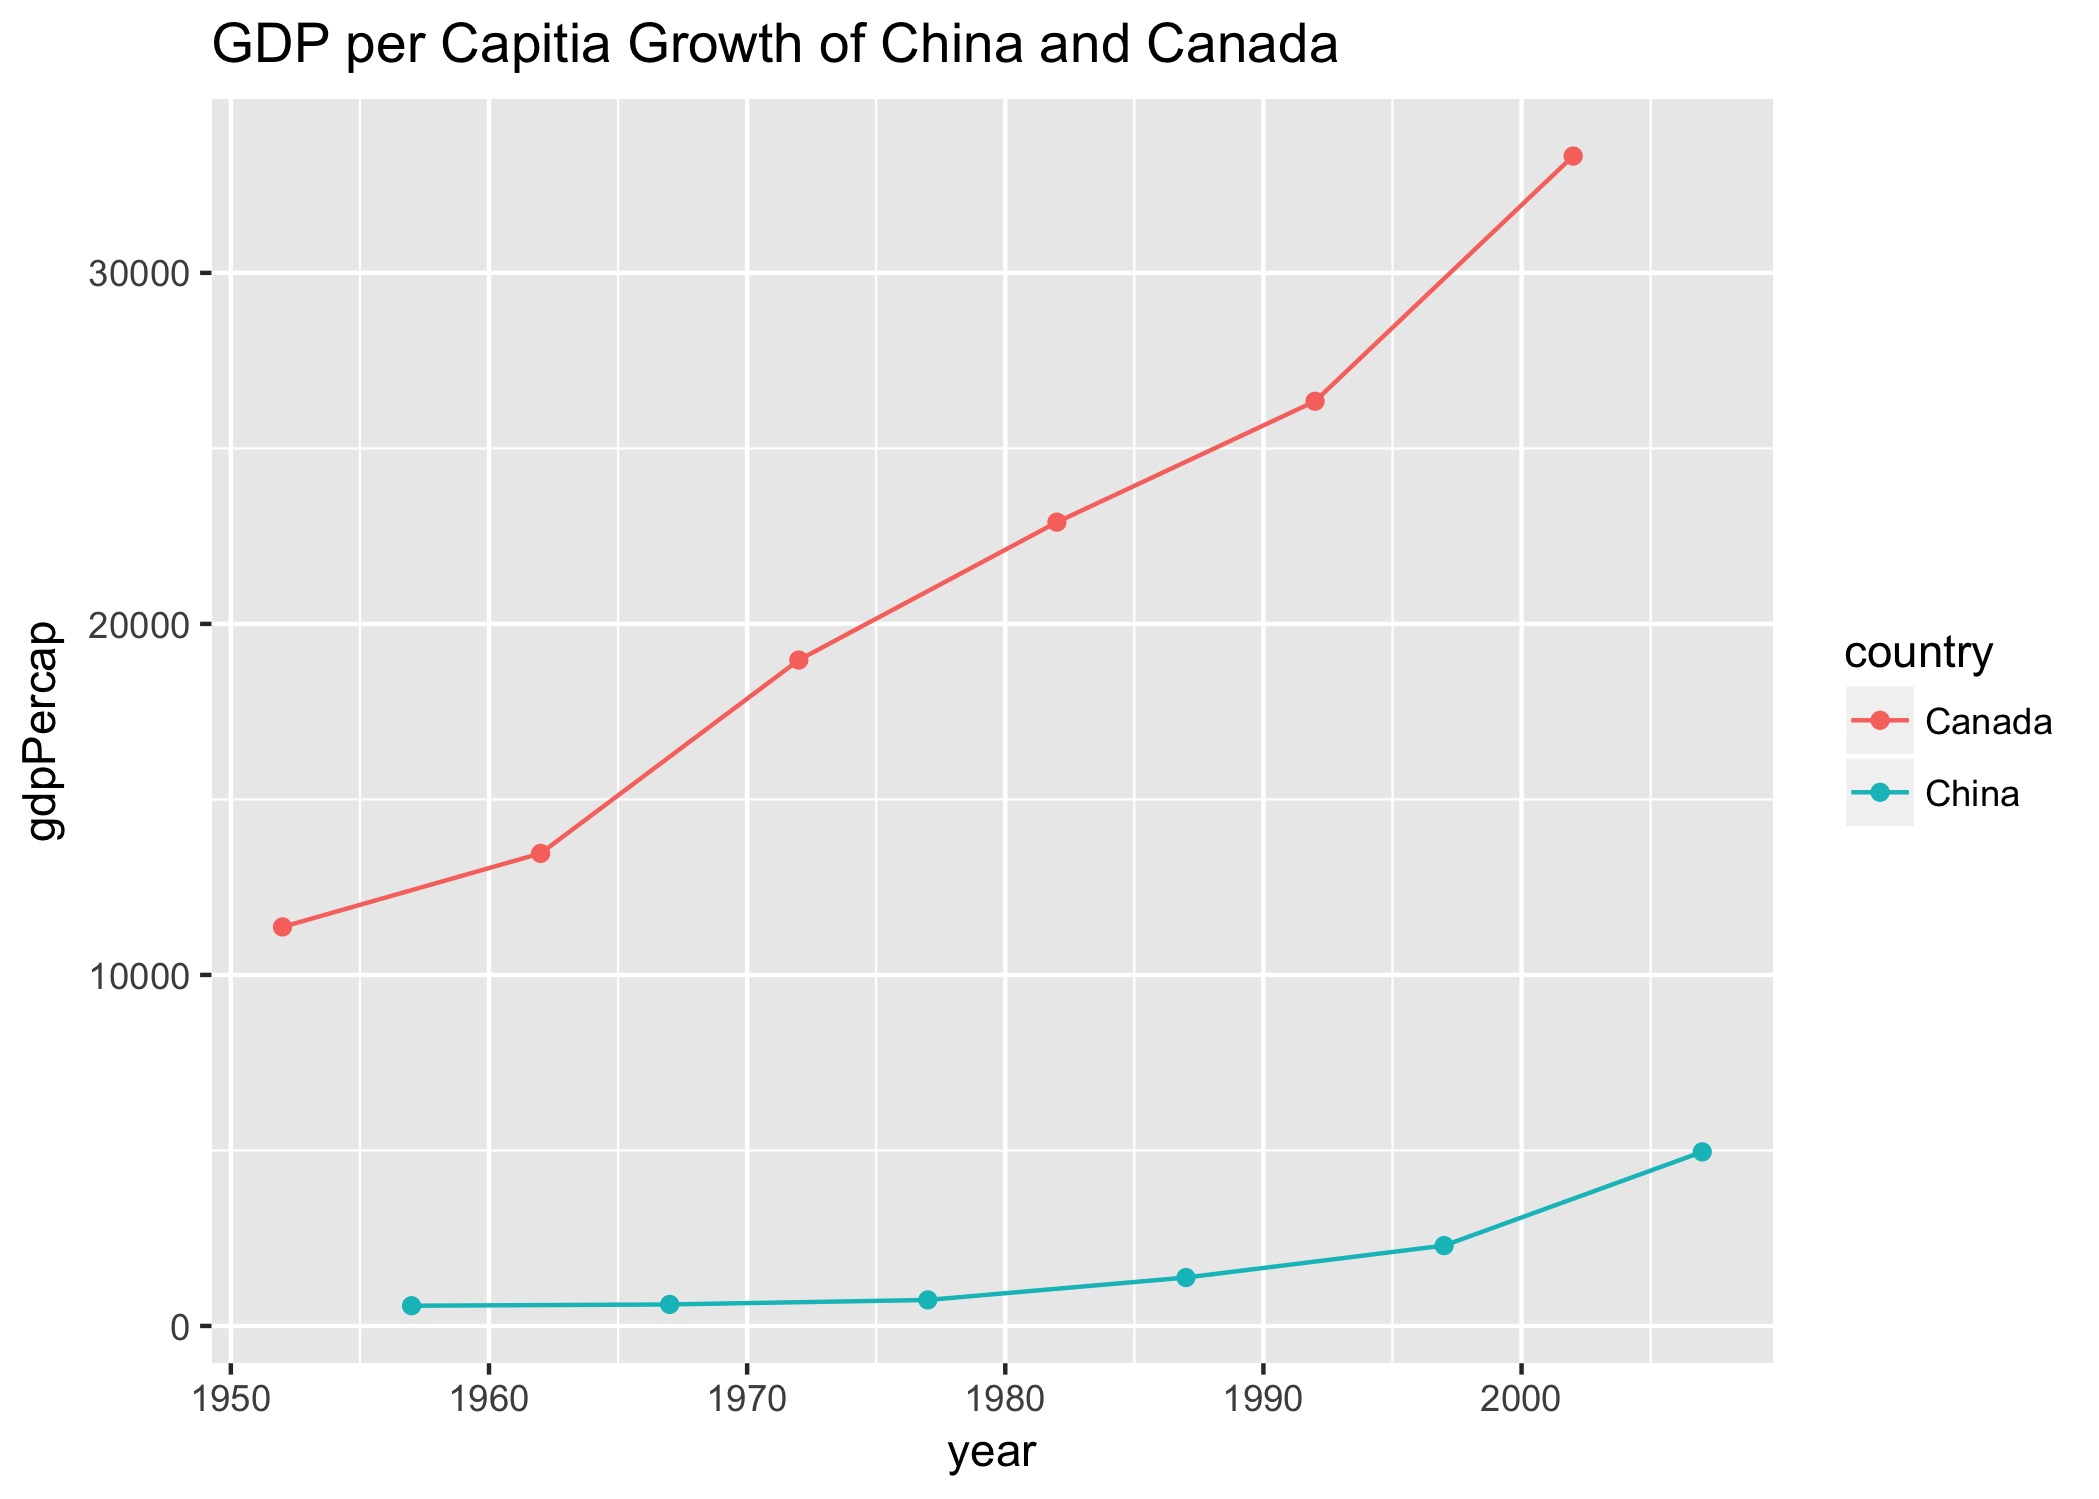 GDP per Capitia Growth of China and Canada
gdpPercap
30000
20000
10000
0
1950 1960 1970 1980 1990 2000
year
country
Canada
China